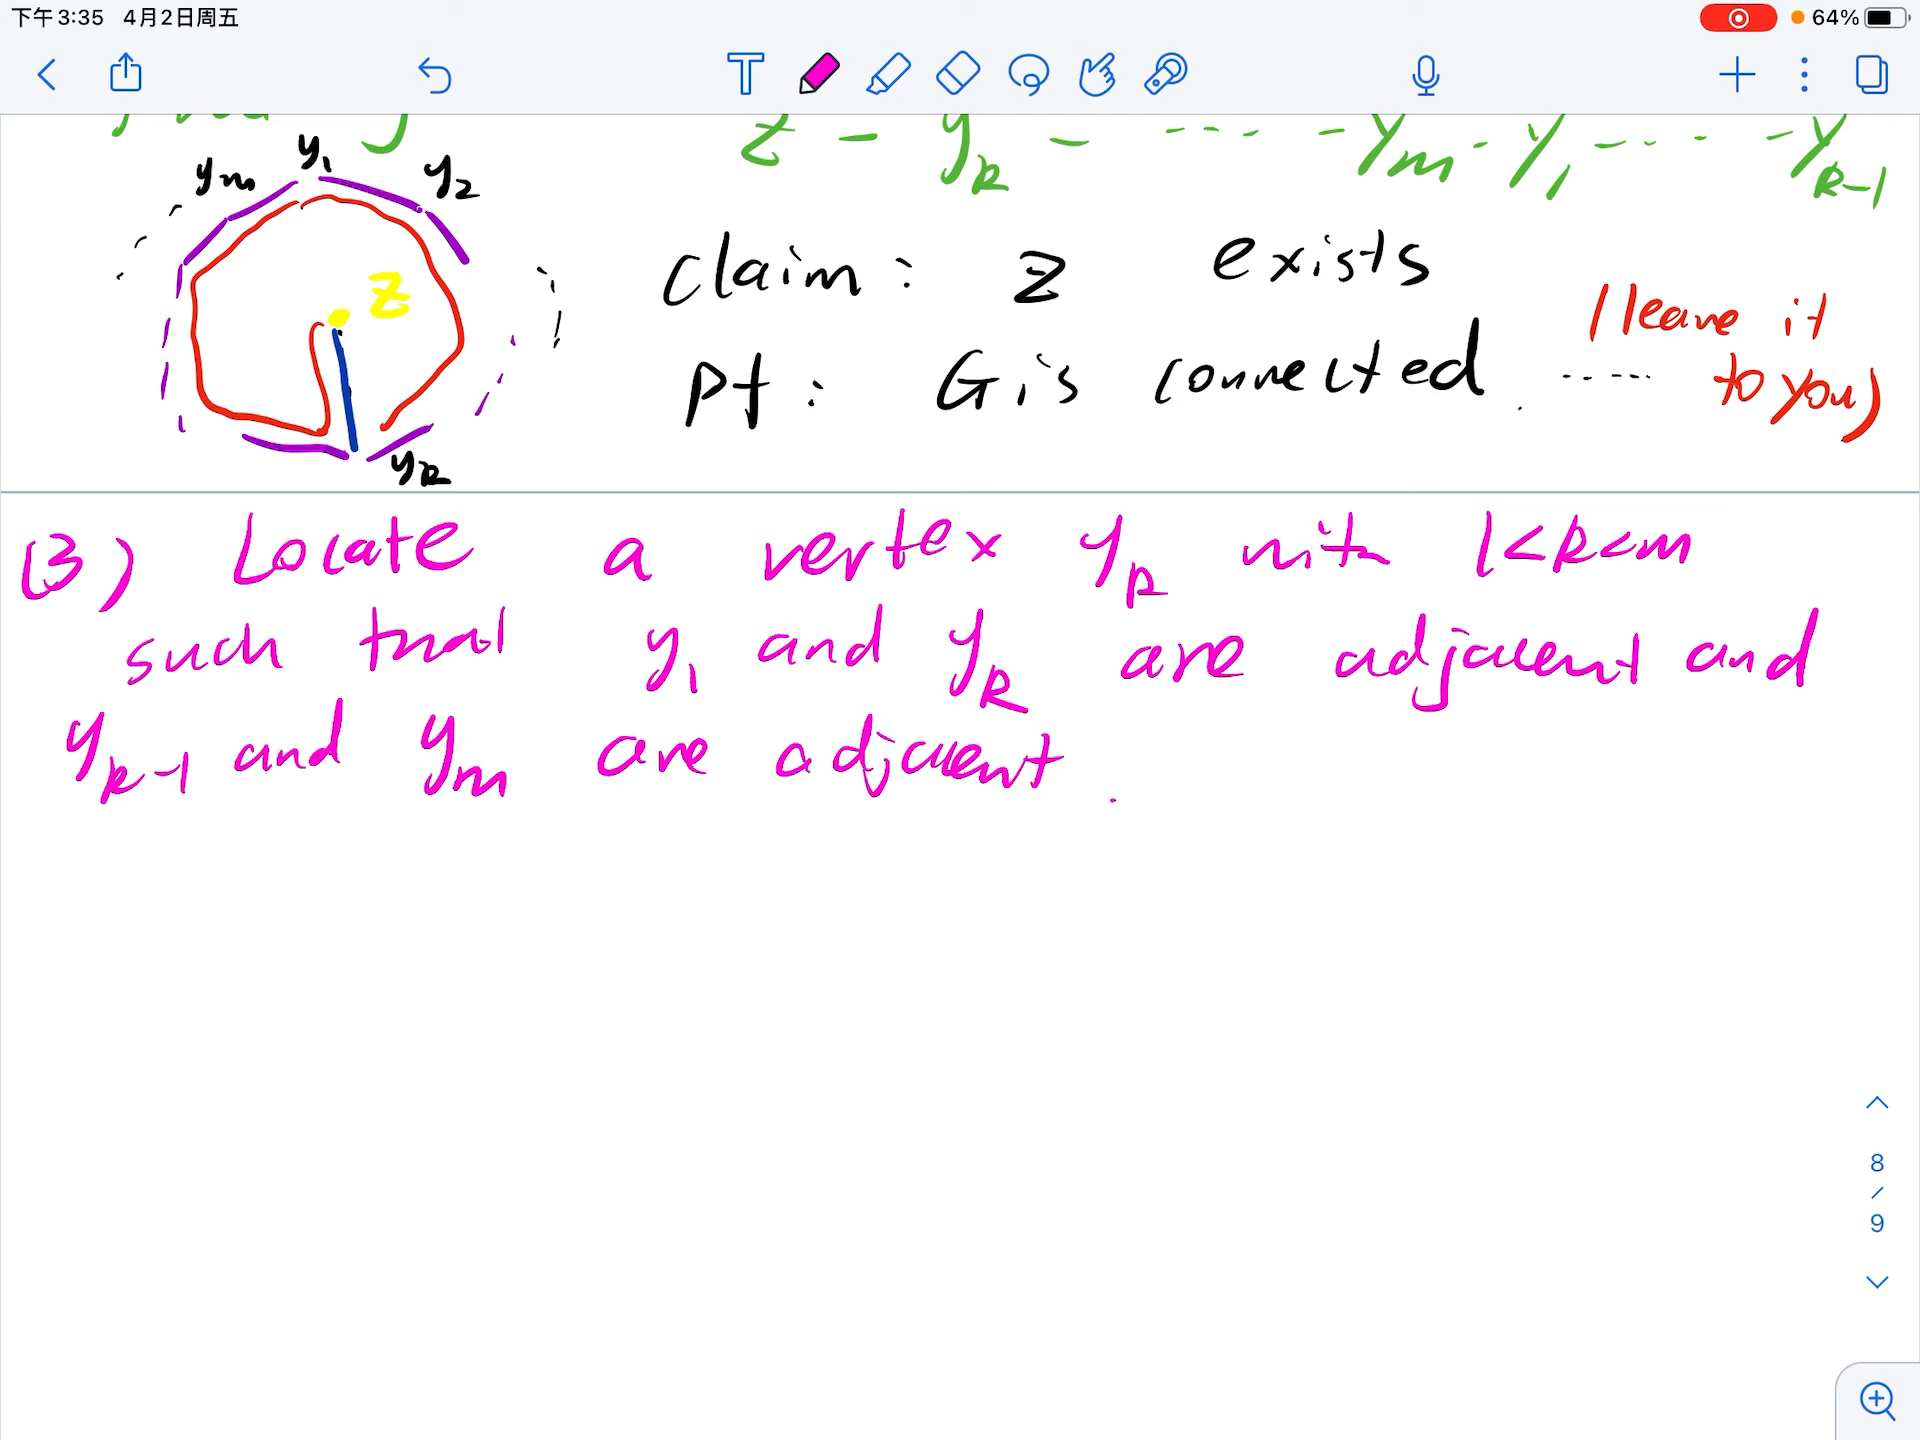 下午3:35 4月2日周五
64%
T
z - y_k - ---- - y_m - y_1 ---- - y_{k-1}
y_m y_1 y_2
z
y_k
claim: z exists
pf: G is connected. ..... (leave it
to you)
(3) Locate a vertex y_k with 1<k<m
such that y_1 and y_k are adjacent and
y_{k-1} and y_m are adjacent.
8
/
9